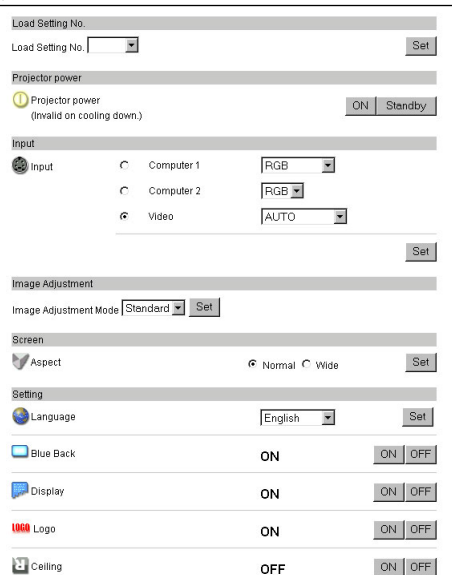 Load Setting No.
Load Setting No. Set
Projector power
Projector power ON Standby
(Invalid on cooling down.)
Input
Input Computer 1 RGB
Computer 2 RGB
Video AUTO
Set
Image Adjustment
Image Adjustment Mode Standard Set
Screen
Aspect Normal Wide Set
Setting
Language English Set
Blue Back ON ON OFF
Display ON ON OFF
LOGO Logo ON ON OFF
Ceiling OFF ON OFF